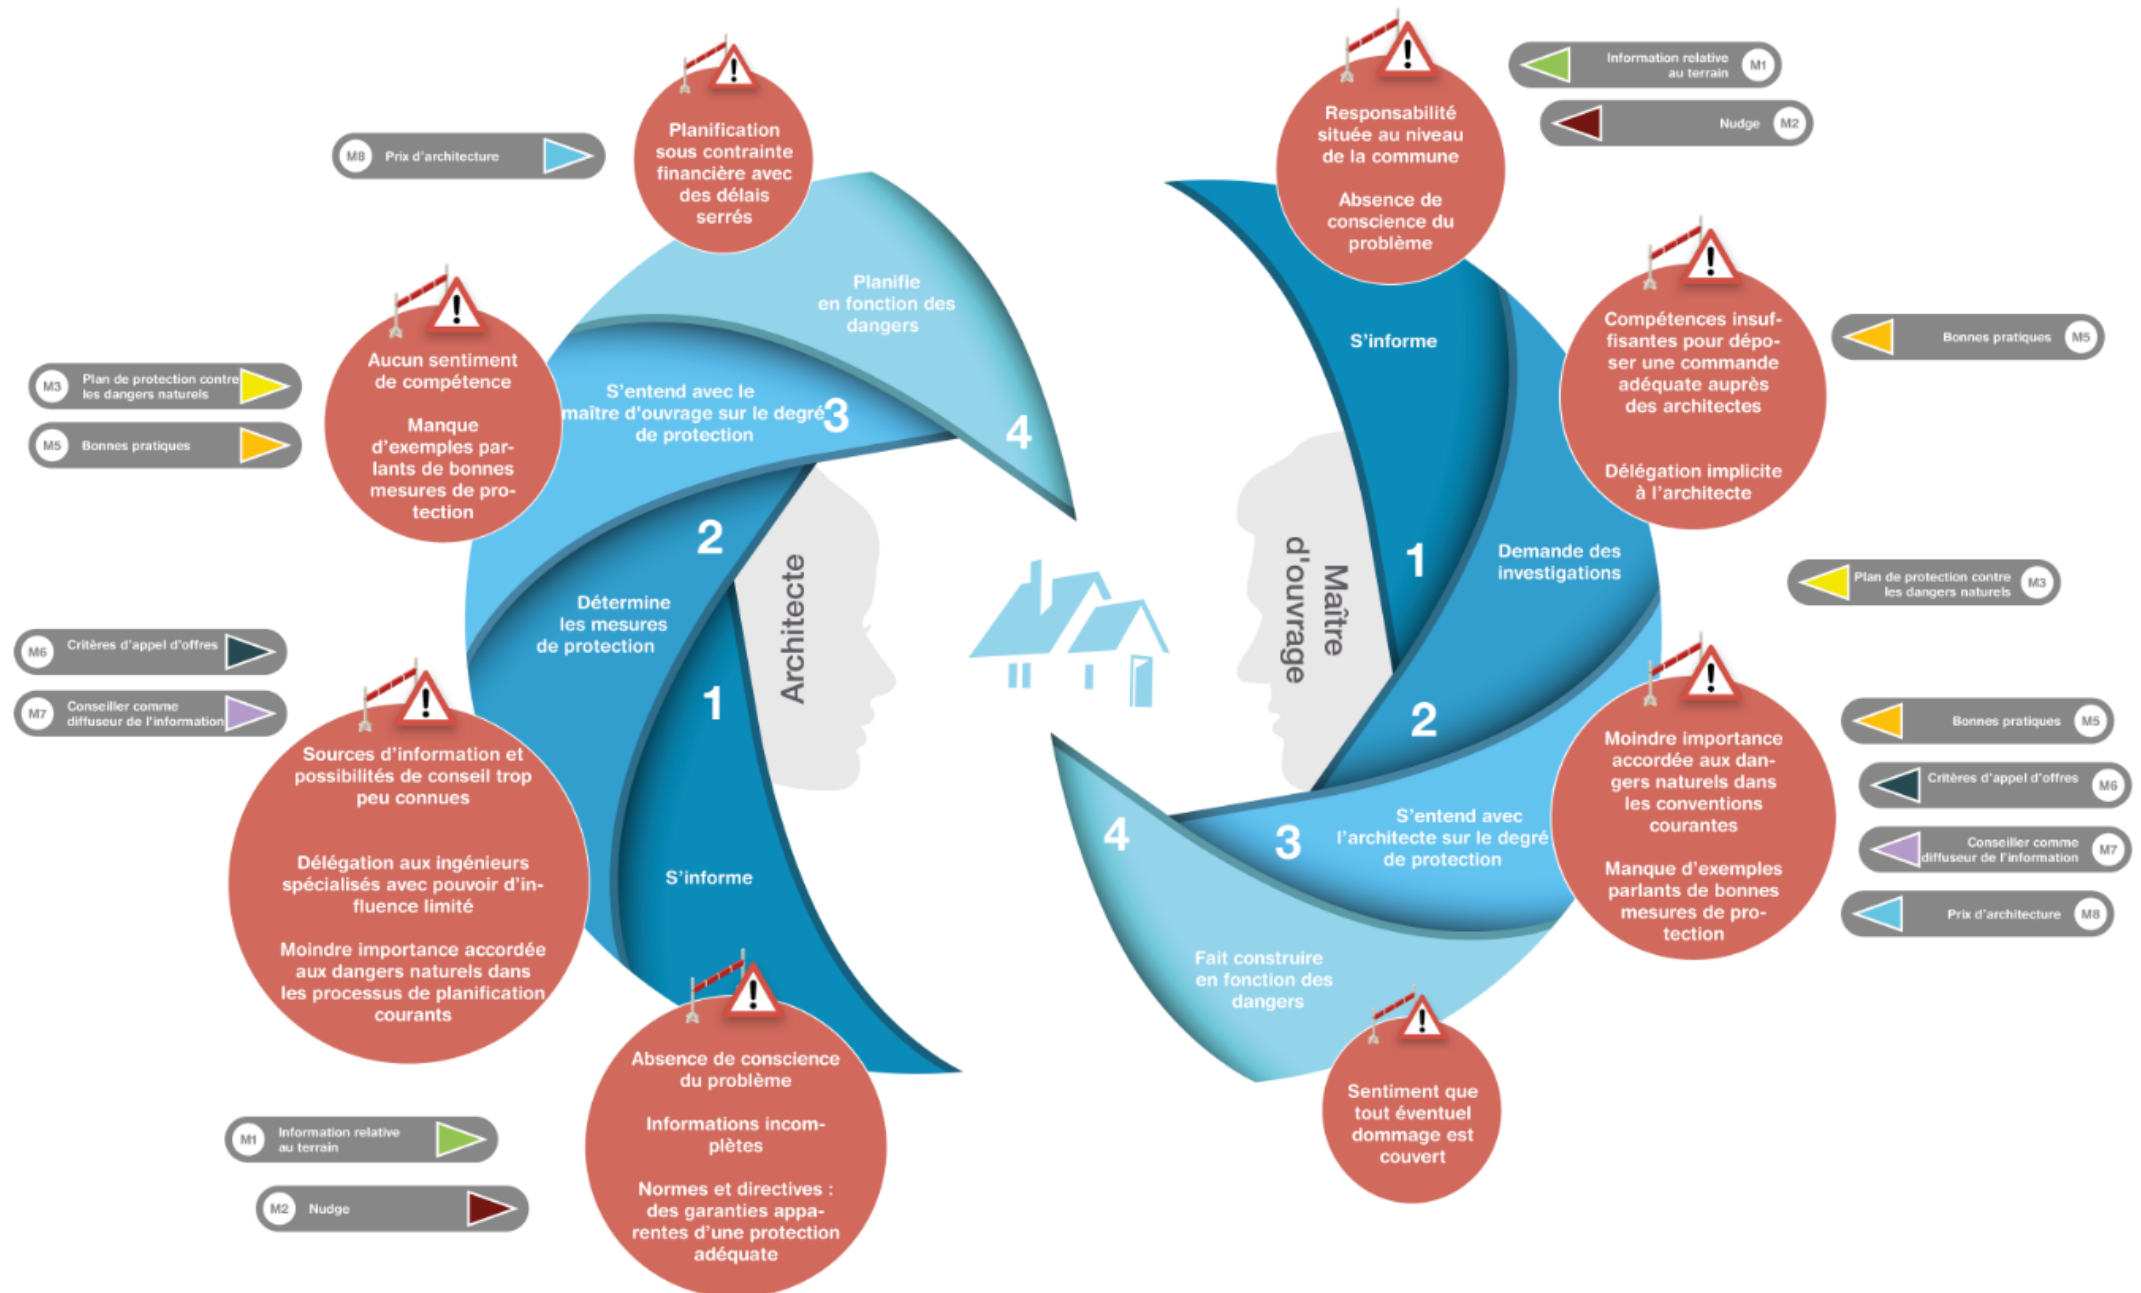 Planification
sous contrainte
financière avec
des délais
serrés
M8
Prix d'architecture
Planifie
en fonction des
dangers
4
Aucun sentiment
de compétence
Manque
d'exemples par-
lants de bonnes
mesures de pro-
tection
M3
Plan de protection contre
les dangers naturels
M5
Bonnes pratiques
S'entend avec le
maître d'ouvrage sur le degré
de protection
3
2
Détermine
les mesures
de protection
Architecte
M6
Critères d'appel d'offres
M7
Conseiller comme
diffuseur de l'information
1
Sources d'information et
possibilités de conseil trop
peu connues
Délégation aux ingénieurs
spécialisés avec pouvoir d'in-
fluence limité
Moindre importance accordée
aux dangers naturels dans
les processus de planification
courants
S'informe
Absence de conscience
du problème
Informations incom-
plètes
Normes et directives :
des garanties appa-
rentes d'une protection
adéquate
M1
Information relative
au terrain
M2
Nudge
Responsabilité
située au niveau
de la commune
Absence de
conscience du
problème
Information relative
au terrain
M1
Nudge
M2
S'informe
1
Compétences insuf-
fisantes pour dépo-
ser une commande
adéquate auprès
des architectes
Délégation implicite
à l'architecte
Bonnes pratiques
M5
Demande des
investigations
2
Maître
d'ouvrage
Plan de protection contre
les dangers naturels
M3
Moindre importance
accordée aux dan-
gers naturels dans
les conventions
courantes
Manque d'exemples
parlants de bonnes
mesures de pro-
tection
Bonnes pratiques
M5
Critères d'appel d'offres
M6
Conseiller comme
diffuseur de l'information
M7
Prix d'architecture
M8
S'entend avec
l'architecte sur le degré
de protection
3
4
Fait construire
en fonction des
dangers
Sentiment que
tout éventuel
dommage est
couvert